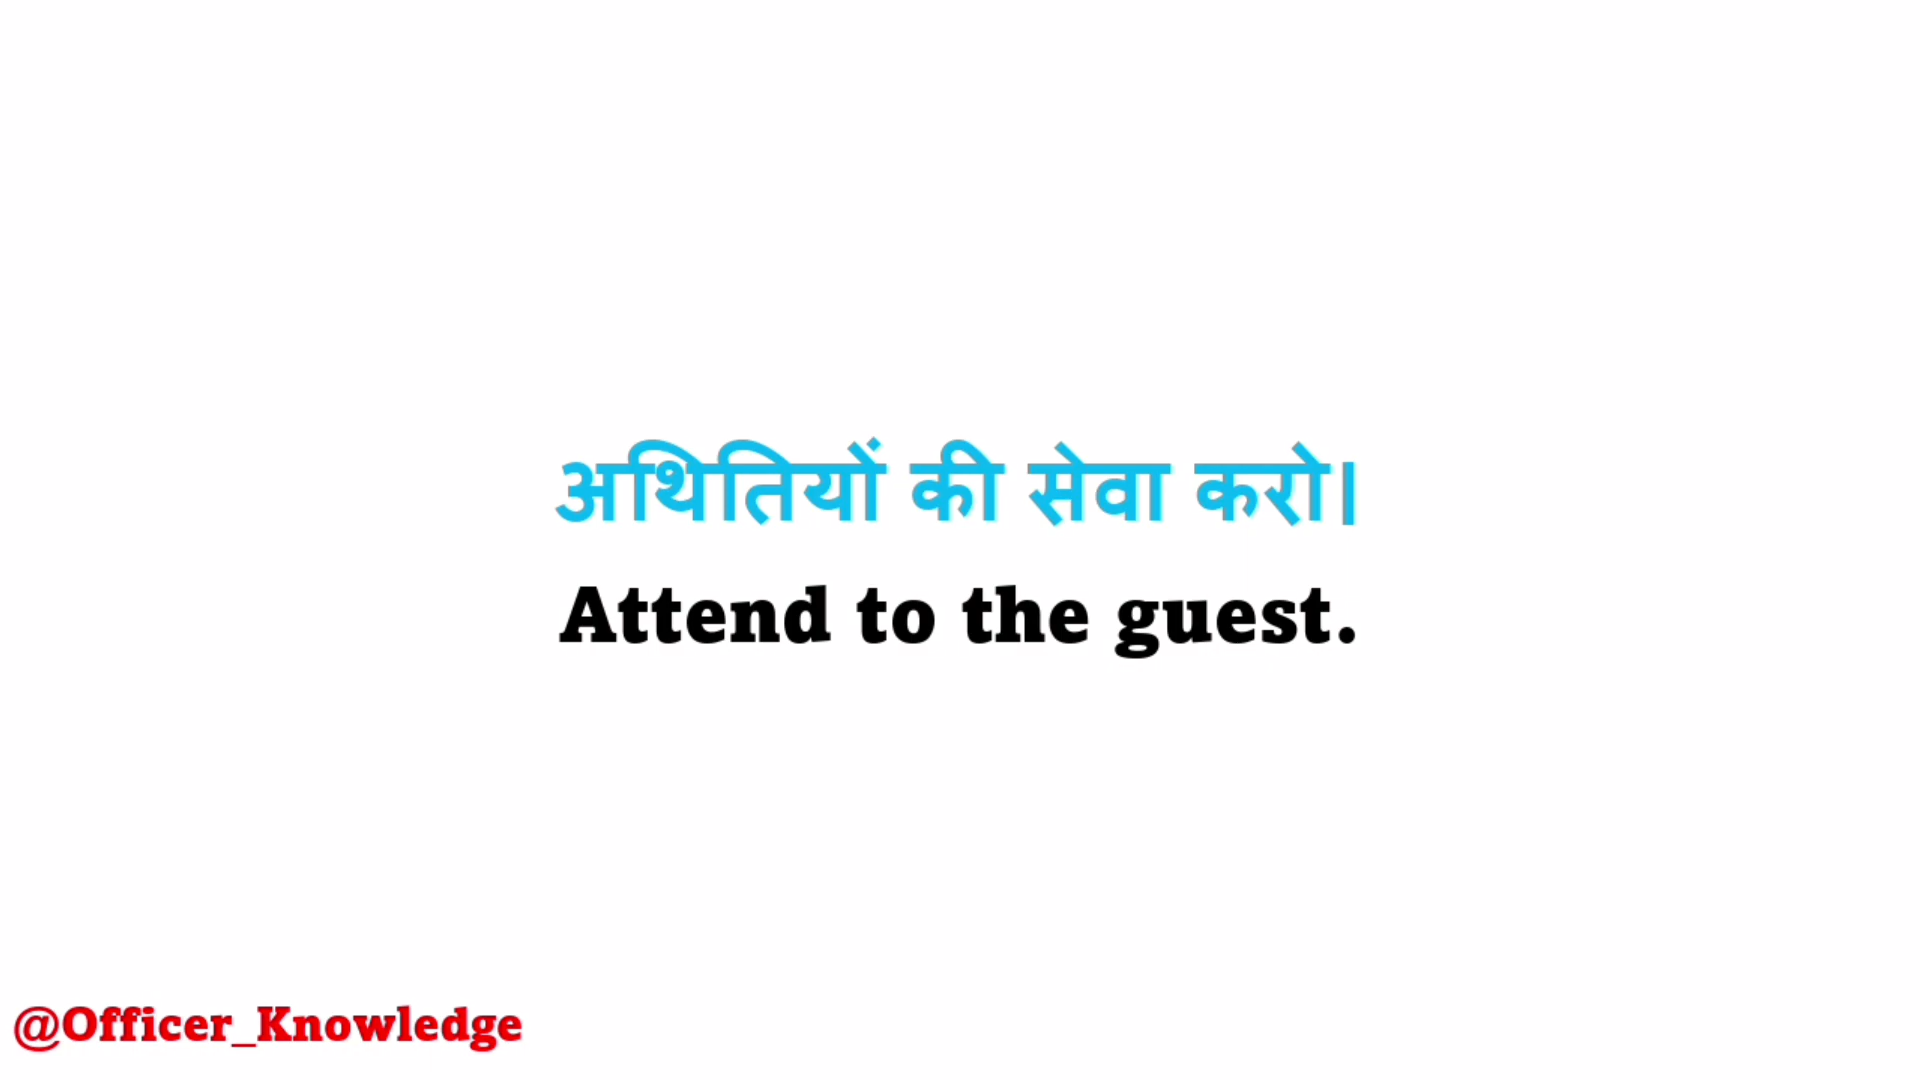 अथितियों की सेवा करो।
Attend to the guest.
@Officer_Knowledge